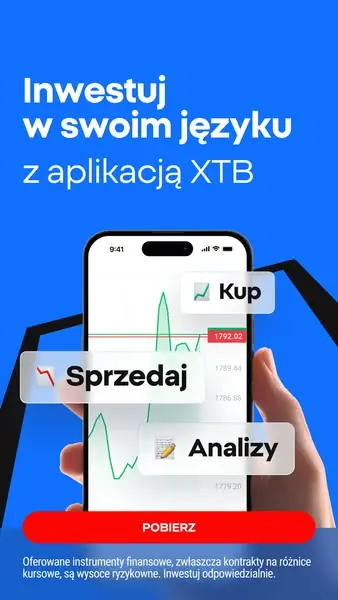 Inwestuj
w swoim języku
z aplikacją XTB
9:41
Kup
1792.02
1789.44
Sprzedaj
1786.88
Analizy
1779.20
POBIERZ
Oferowane instrumenty finansowe, zwłaszcza kontrakty na różnice
kursowe, są wysoce ryzykowne. Inwestuj odpowiedzialnie.